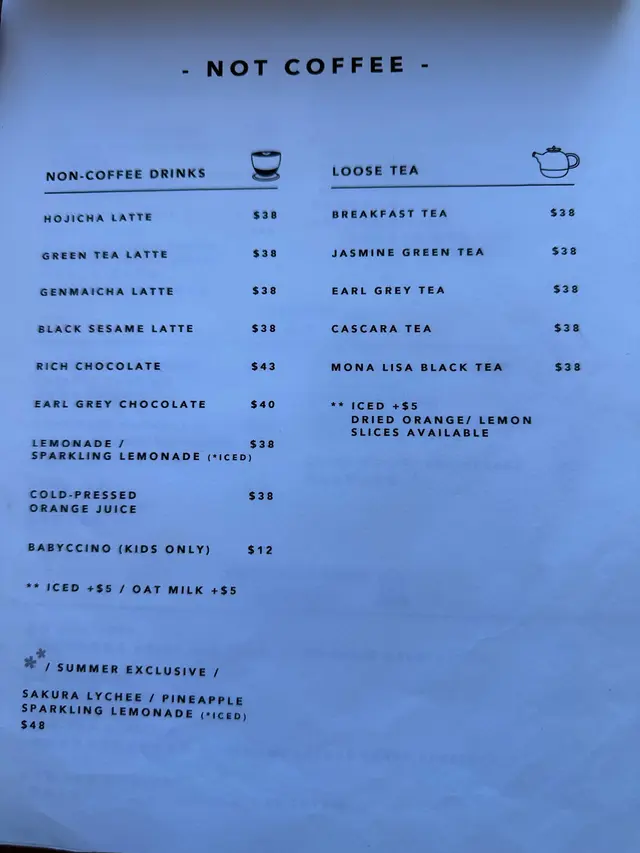 - NOT COFFEE -
NON-COFFEE DRINKS
HOJICHA LATTE $38
GREEN TEA LATTE $38
GENMAICHA LATTE $38
BLACK SESAME LATTE $38
RICH CHOCOLATE $43
EARL GREY CHOCOLATE $40
LEMONADE / $38
SPARKLING LEMONADE (*ICED)
COLD-PRESSED $38
ORANGE JUICE
BABYCCINO (KIDS ONLY) $12
** ICED +$5 / OAT MILK +$5
/ SUMMER EXCLUSIVE /
SAKURA LYCHEE / PINEAPPLE
SPARKLING LEMONADE (*ICED)
$48
LOOSE TEA
BREAKFAST TEA $38
JASMINE GREEN TEA $38
EARL GREY TEA $38
CASCARA TEA $38
MONA LISA BLACK TEA $38
** ICED +$5
DRIED ORANGE/ LEMON
SLICES AVAILABLE